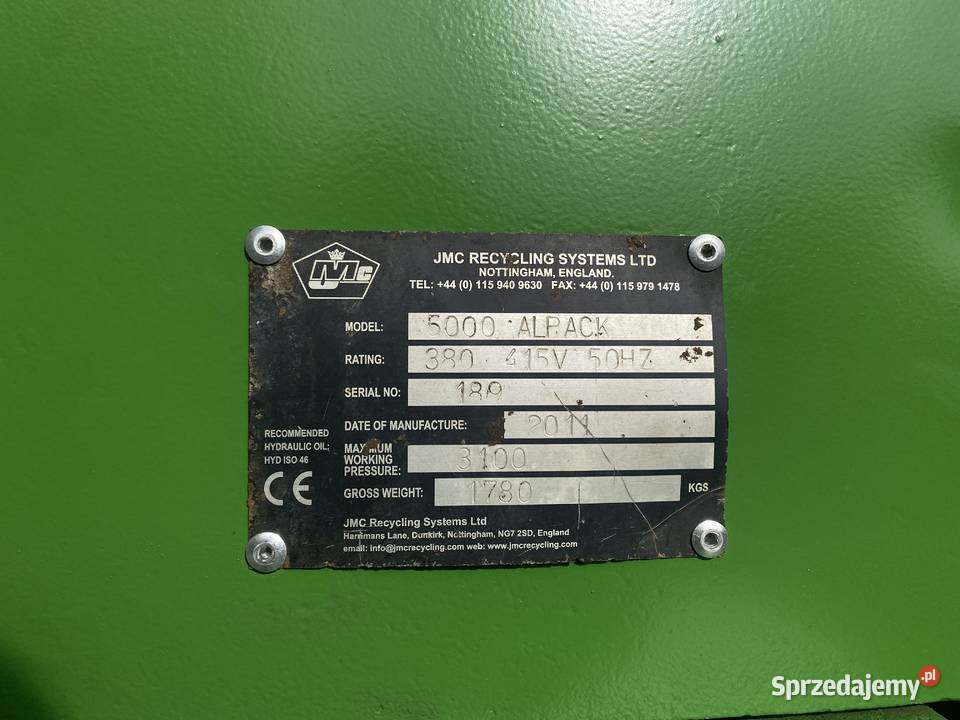 JMC
JMC RECYCLING SYSTEMS LTD
NOTTINGHAM, ENGLAND.
TEL: +44 (0) 115 940 9630 FAX: +44 (0) 115 979 1478
MODEL: 5000 ALPACK
RATING: 380 415V 50HZ
SERIAL NO: 189
DATE OF MANUFACTURE: 2011
RECOMMENDED
HYDRAULIC OIL;
HYD ISO 46
MAXIMUM
WORKING
PRESSURE: 3100
CE
GROSS WEIGHT: 1780 KGS
JMC Recycling Systems Ltd
Harrimans Lane, Dunkirk, Nottingham, NG7 2SD, England
email: info@jmcrecycling.com web: www.jmcrecycling.com
Sprzedajemy.pl